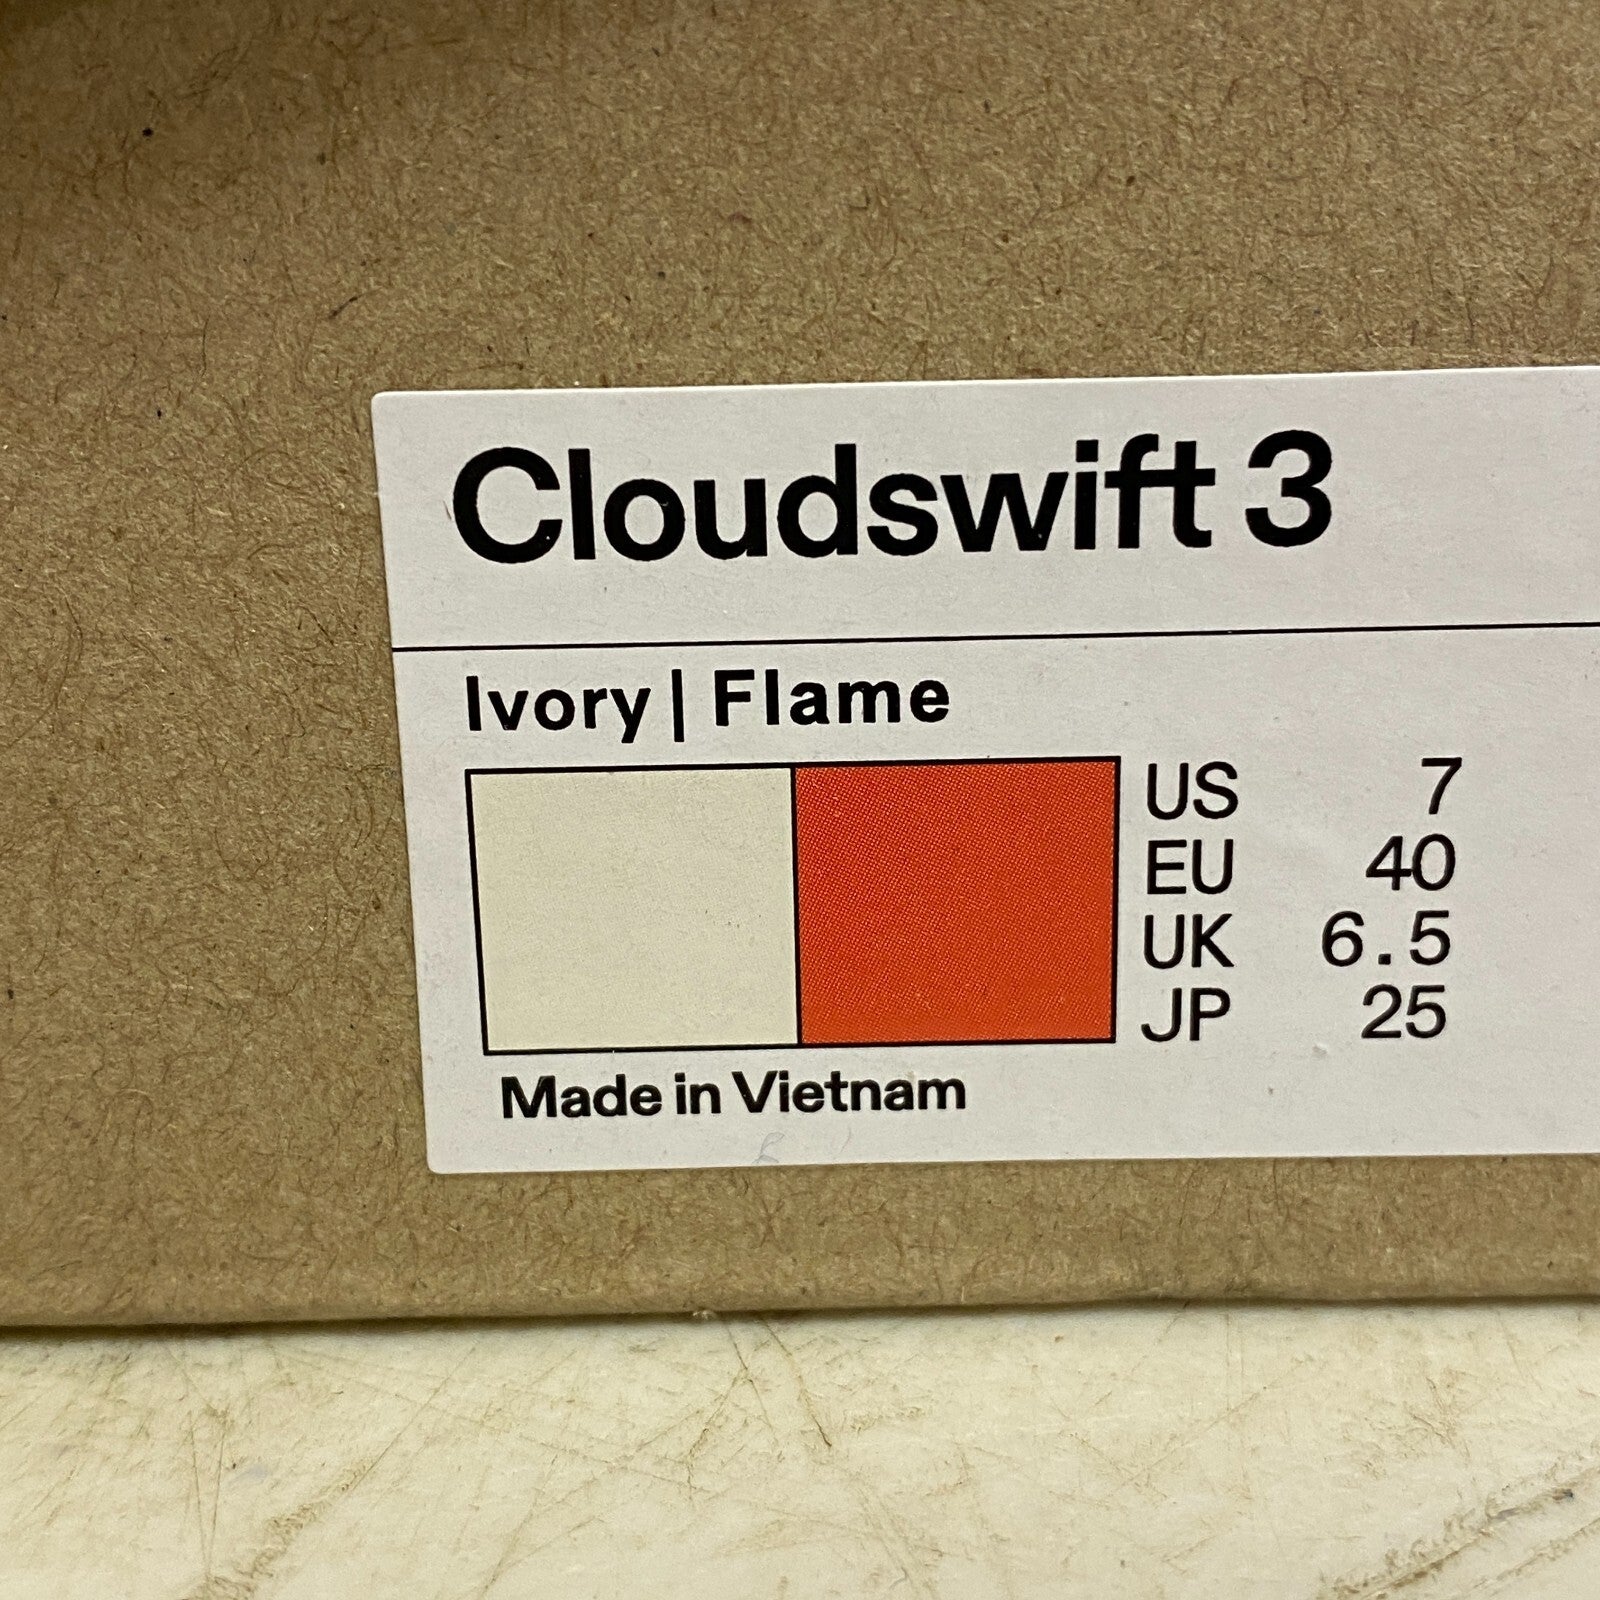 Cloudswift 3
Ivory | Flame
US 7
EU 40
UK 6.5
JP 25
Made in Vietnam